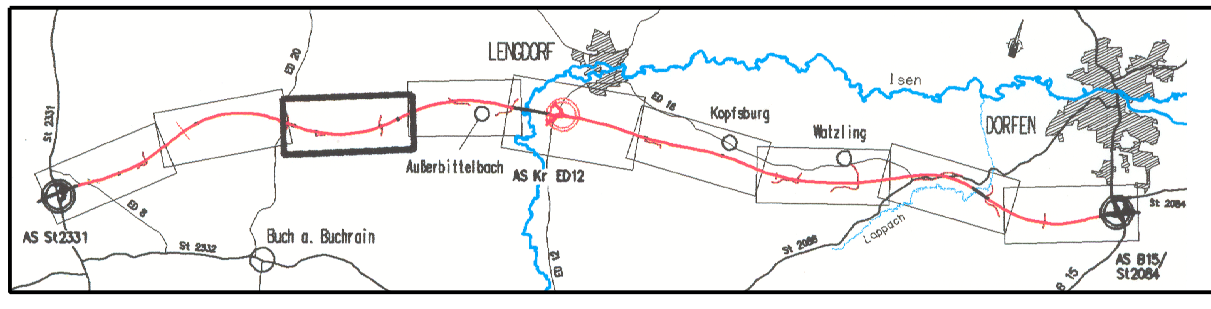 St 2331
ED 20
LENGDORF
Isen
ED 16
Kopfsburg
Watzling
DORFEN
Außerbittelbach
AS Kr ED12
ED 8
AS St2331
St 2332
Buch a. Buchrain
ED 12
St 2086
Lappach
St 2084
AS B15/
St2084
B 15